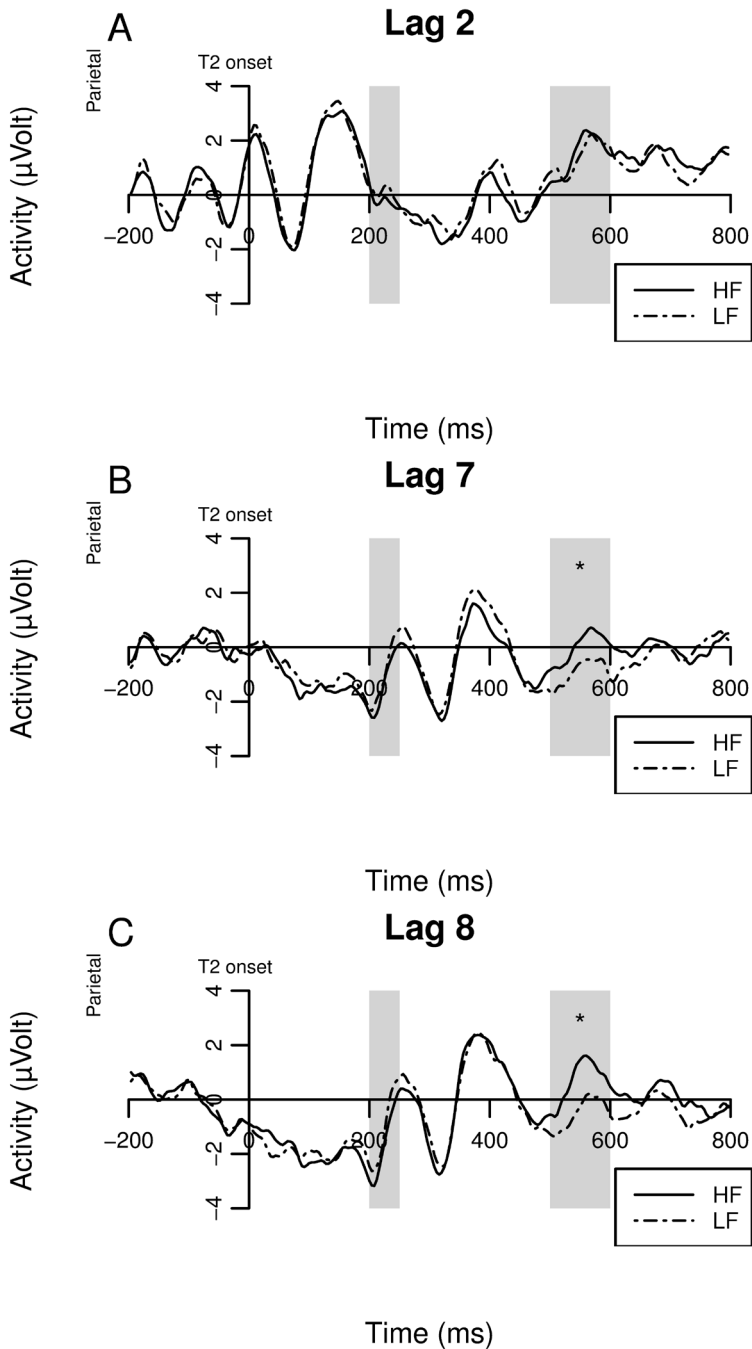 A
Lag 2
Parietal
T2 onset
Activity (µVolt)
4
2
0
−2
−4
−200 0 200 400 600 800
HF
LF
Time (ms)
B
Lag 7
Parietal
T2 onset
Activity (µVolt)
4
2
0
−2
−4
*
−200 0 200 400 600 800
HF
LF
Time (ms)
C
Lag 8
Parietal
T2 onset
Activity (µVolt)
4
2
0
−2
−4
*
−200 0 200 400 600 800
HF
LF
Time (ms)